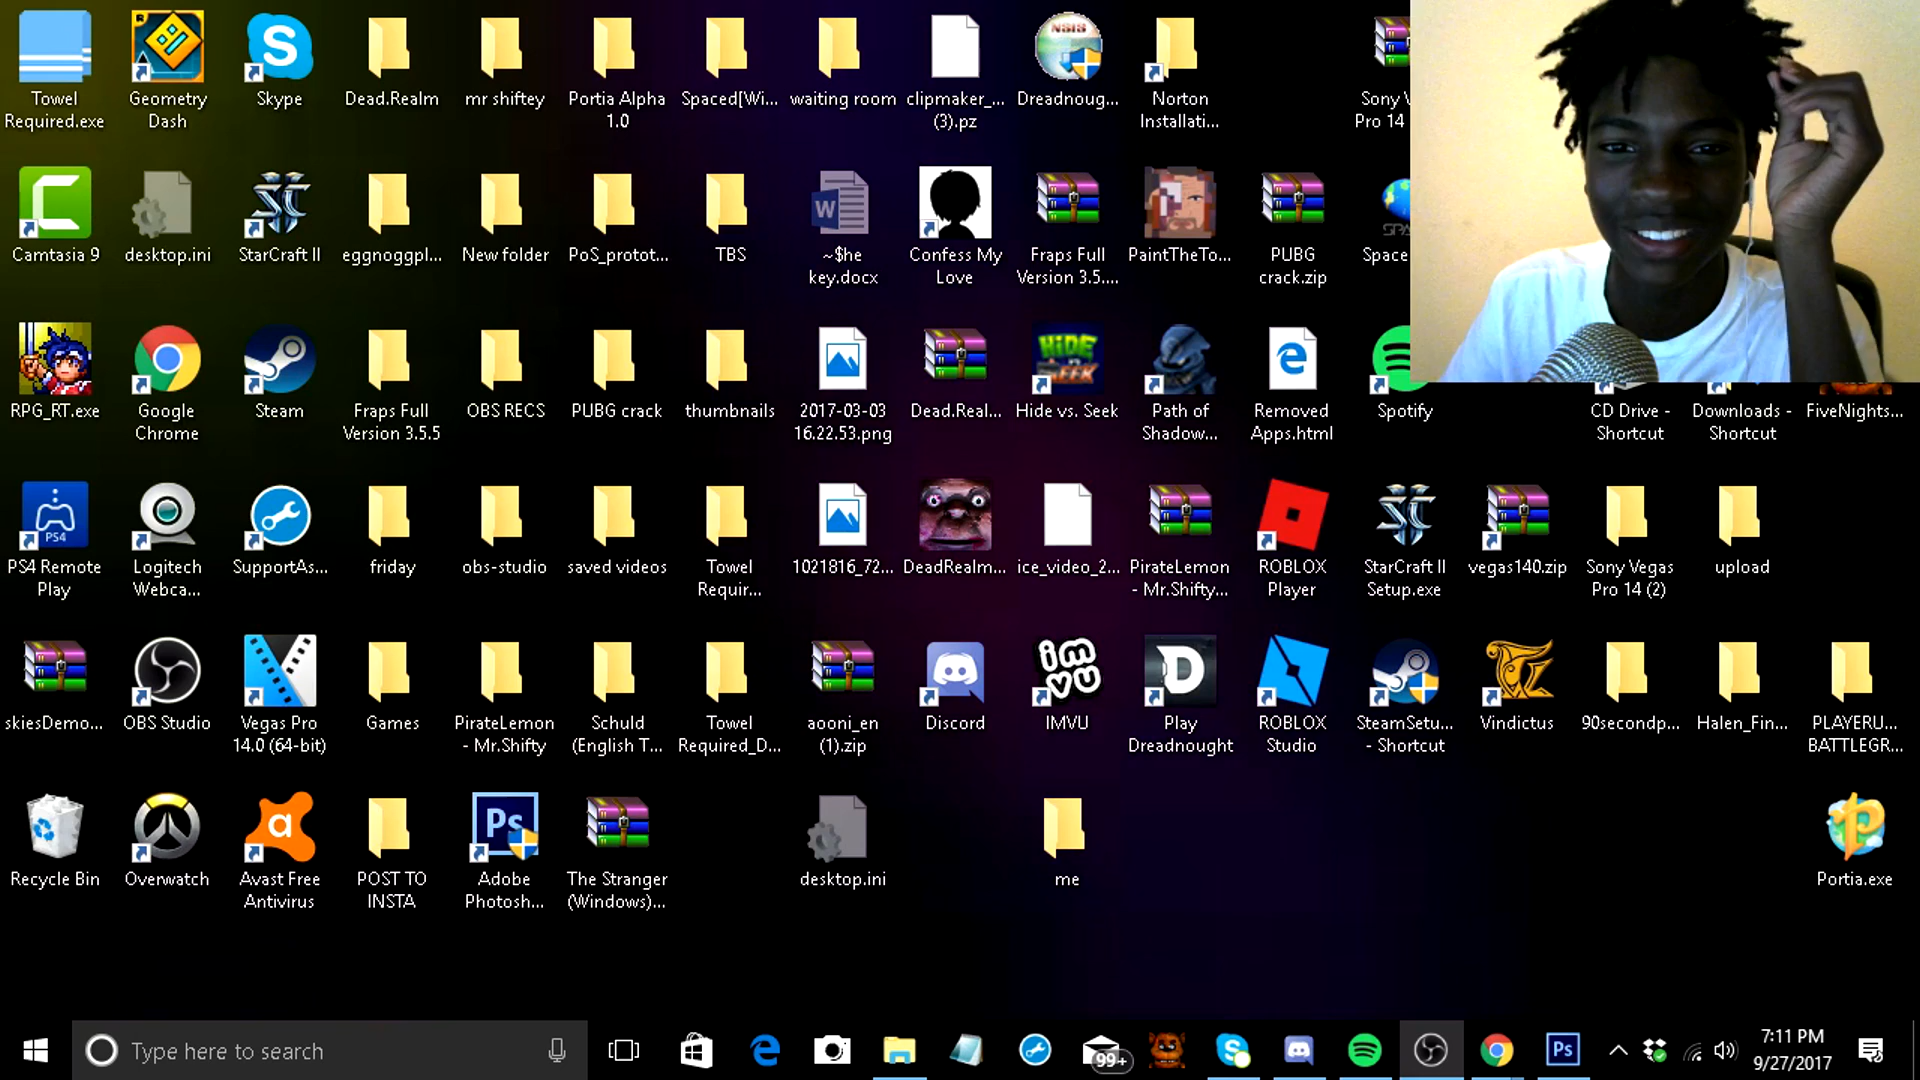 Towel
Required.exe
Geometry
Dash
Skype
Dead.Realm
mr shiftey
Portia Alpha
1.0
Spaced[Wi...
waiting room
clipmaker_...
(3).pz
NSIS
Dreadnoug...
Norton
Installati...
Sony V
Pro 14
Camtasia 9
desktop.ini
StarCraft II
eggnoggpl...
New folder
PoS_protot...
TBS
~$he
key.docx
Confess My
Love
Fraps Full
Version 3.5....
PaintTheTo...
PUBG
crack.zip
SPA
Space
RPG_RT.exe
Google
Chrome
Steam
Fraps Full
Version 3.5.5
OBS RECS
PUBG crack
thumbnails
2017-03-03
16.22.53.png
Dead.Real...
HIDE
SEEK
Hide vs. Seek
Path of
Shadow...
Removed
Apps.html
Spotify
CD Drive -
Shortcut
Downloads -
Shortcut
FiveNights...
PS4
PS4 Remote
Play
Logitech
Webca...
SupportAs...
friday
obs-studio
saved videos
Towel
Requir...
1021816_72...
DeadRealm...
ice_video_2...
PirateLemon
- Mr.Shifty...
ROBLOX
Player
StarCraft II
Setup.exe
vegas140.zip
Sony Vegas
Pro 14 (2)
upload
skiesDemo...
OBS Studio
Vegas Pro
14.0 (64-bit)
Games
PirateLemon
- Mr.Shifty
Schuld
(English T...
Towel
Required_D...
aooni_en
(1).zip
Discord
imvu
IMVU
Play
Dreadnought
ROBLOX
Studio
SteamSetu...
- Shortcut
Vindictus
90secondp...
Halen_Fin...
PLAYERU...
BATTLEGR...
Recycle Bin
Overwatch
Avast Free
Antivirus
POST TO
INSTA
Ps
Adobe
Photosh...
The Stranger
(Windows)...
desktop.ini
me
Portia.exe
Type here to search
99+
Ps
7:11 PM
9/27/2017